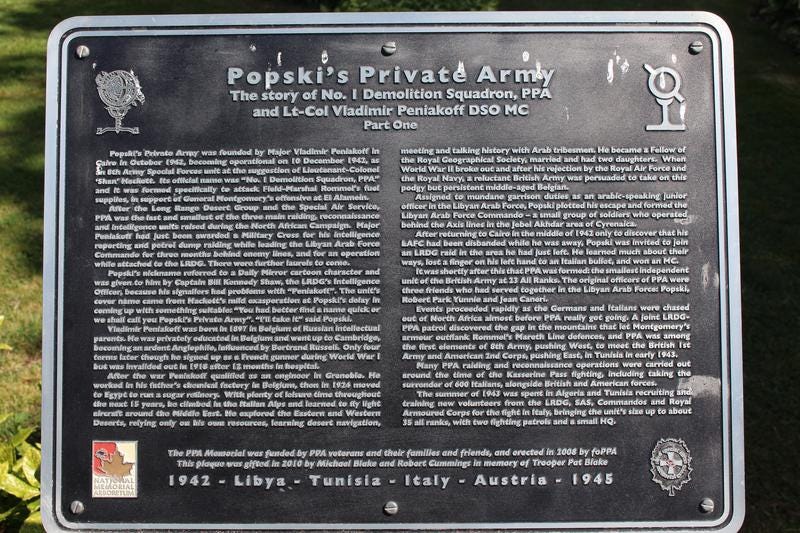 Popski's Private Army
The story of No. 1 Demolition Squadron, PPA
and Lt-Col Vladimir Peniakoff DSO MC
Part One
Popski's Private Army was founded by Major Vladimir Peniakoff in
Cairo in October 1942, becoming operational on 10 December 1942, as
an 8th Army Special Forces unit at the suggestion of Lieutenant-Colonel
'Shan' Hackett. Its official name was "No. 1 Demolition Squadron, PPA"
and it was formed specifically to attack Field-Marshal Rommel's fuel
supplies, in support of General Montgomery's offensive at El Alamein.
After the Long Range Desert Group and the Special Air Service,
PPA was the last and smallest of the three main raiding, reconnaissance
and intelligence units raised during the North African Campaign. Major
Peniakoff had just been awarded a Military Cross for his intelligence
reporting and petrol dump raiding while leading the Libyan Arab Force
Commando for three months behind enemy lines, and for an operation
while attached to the LRDG. There were further laurels to come.
Popski's nickname referred to a Daily Mirror cartoon character and
was given to him by Captain Bill Kennedy Shaw, the LRDG's Intelligence
Officer, because his signallers had problems with "Peniakoff". The unit's
cover name came from Hackett's mild exasperation at Popski's delay in
coming up with something suitable: "You had better find a name quick or
we shall call you Popski's Private Army". "I'll take it" said Popski.
Vladimir Peniakoff was born in 1897 in Belgium of Russian intellectual
parents. He was privately educated in Belgium and went up to Cambridge,
becoming an ardent Anglophile, influenced by Bertrand Russell. Only four
terms later though he signed up as a French gunner during World War I
but was invalided out in 1918 after 12 months in hospital.
After the war Peniakoff qualified as an engineer in Grenoble. He
worked in his father's chemical factory in Belgium, then in 1924 moved
to Egypt to run a sugar refinery. With plenty of leisure time throughout
the next 15 years, he climbed in the Italian Alps and learned to fly light
aircraft around the Middle East. He explored the Eastern and Western
Deserts, relying only on his own resources, learning desert navigation,
meeting and talking history with Arab tribesmen. He became a Fellow of
the Royal Geographical Society, married and had two daughters. When
World War II broke out and after his rejection by the Royal Air Force and
the Royal Navy, a reluctant British Army was persuaded to take on this
podgy but persistent middle-aged Belgian.
Assigned to mundane garrison duties as an arabic-speaking junior
officer in the Libyan Arab Force, Popski plotted his escape and formed the
Libyan Arab Force Commando – a small group of soldiers who operated
behind the Axis lines in the Jebel Akhdar area of Cyrenaica.
After returning to Cairo in the middle of 1942 only to discover that his
LAFC had been disbanded while he was away, Popski was invited to join
an LRDG raid in the area he had just left. He learned much about their
ways, lost a finger on his left hand to an Italian bullet, and won an MC.
It was shortly after this that PPA was formed: the smallest independent
unit of the British Army at 23 All Ranks. The original officers of PPA were
three friends who had served together in the Libyan Arab Force: Popski,
Robert Park Yunnie and Jean Caneri.
Events proceeded rapidly as the Germans and Italians were chased
out of North Africa almost before PPA really got going. A joint LRDG-
PPA patrol discovered the gap in the mountains that let Montgomery's
armour outflank Rommel's Mareth Line defences, and PPA was among
the first elements of 8th Army, pushing West, to meet the British 1st
Army and American 2nd Corps, pushing East, in Tunisia in early 1943.
Many PPA raiding and reconnaissance operations were carried out
around the time of the Kasserine Pass fighting, including taking the
surrender of 600 Italians, alongside British and American forces.
The summer of 1943 was spent in Algeria and Tunisia recruiting and
training new volunteers from the LRDG, SAS, Commandos and Royal
Armoured Corps for the fight in Italy, bringing the unit's size up to about
35 all ranks, with two fighting patrols and a small HQ.
The PPA Memorial was funded by PPA veterans and their families and friends, and erected in 2008 by foPPA
This plaque was gifted in 2010 by Michael Blake and Robert Cummings in memory of Trooper Pat Blake
1942 - Libya - Tunisia - Italy - Austria - 1945
NATIONAL
MEMORIAL
ARBORETUM